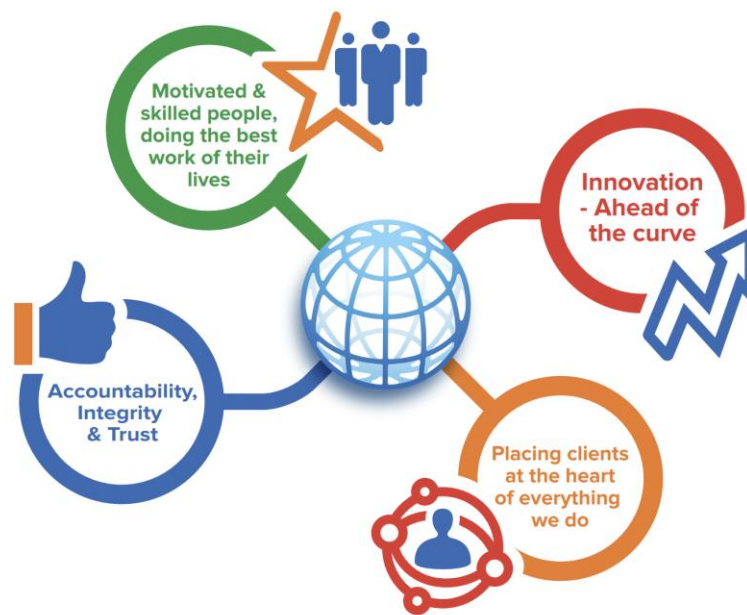 Motivated &
skilled people,
doing the best
work of their
lives
Innovation
- Ahead of
the curve
Accountability,
Integrity
& Trust
Placing clients
at the heart
of everything
we do